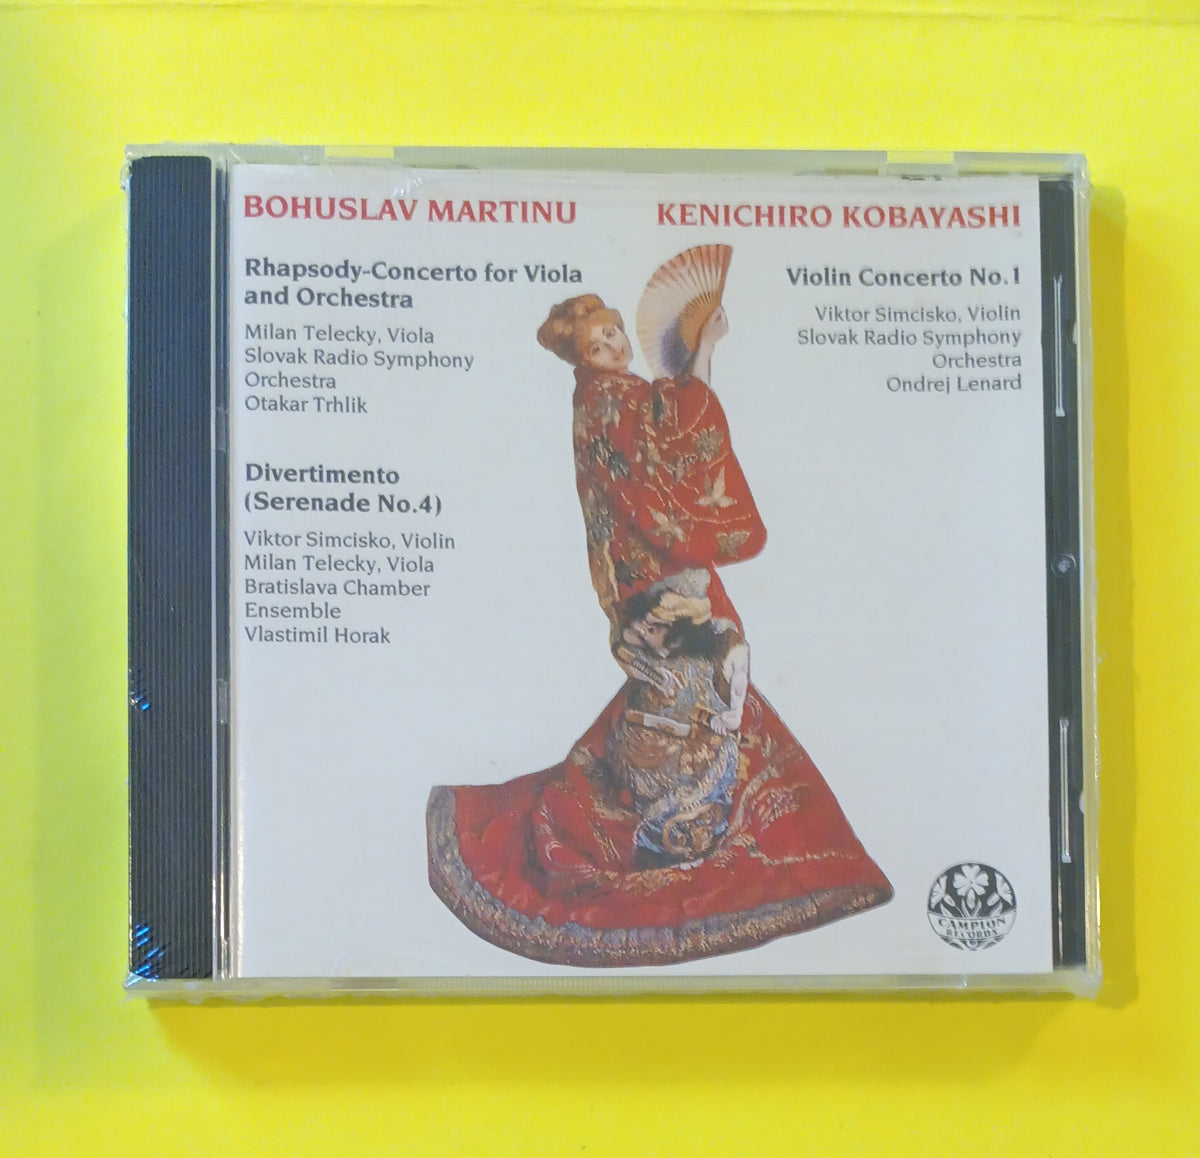 BOHUSLAV MARTINU
Rhapsody-Concerto for Viola
and Orchestra
Milan Telecky, Viola
Slovak Radio Symphony
Orchestra
Otakar Trhlik
Divertimento
(Serenade No.4)
Viktor Simcisko, Violin
Milan Telecky, Viola
Bratislava Chamber
Ensemble
Vlastimil Horak
KENICHIRO KOBAYASHI
Violin Concerto No.1
Viktor Simcisko, Violin
Slovak Radio Symphony
Orchestra
Ondrej Lenard
CAMPION
RECORDS